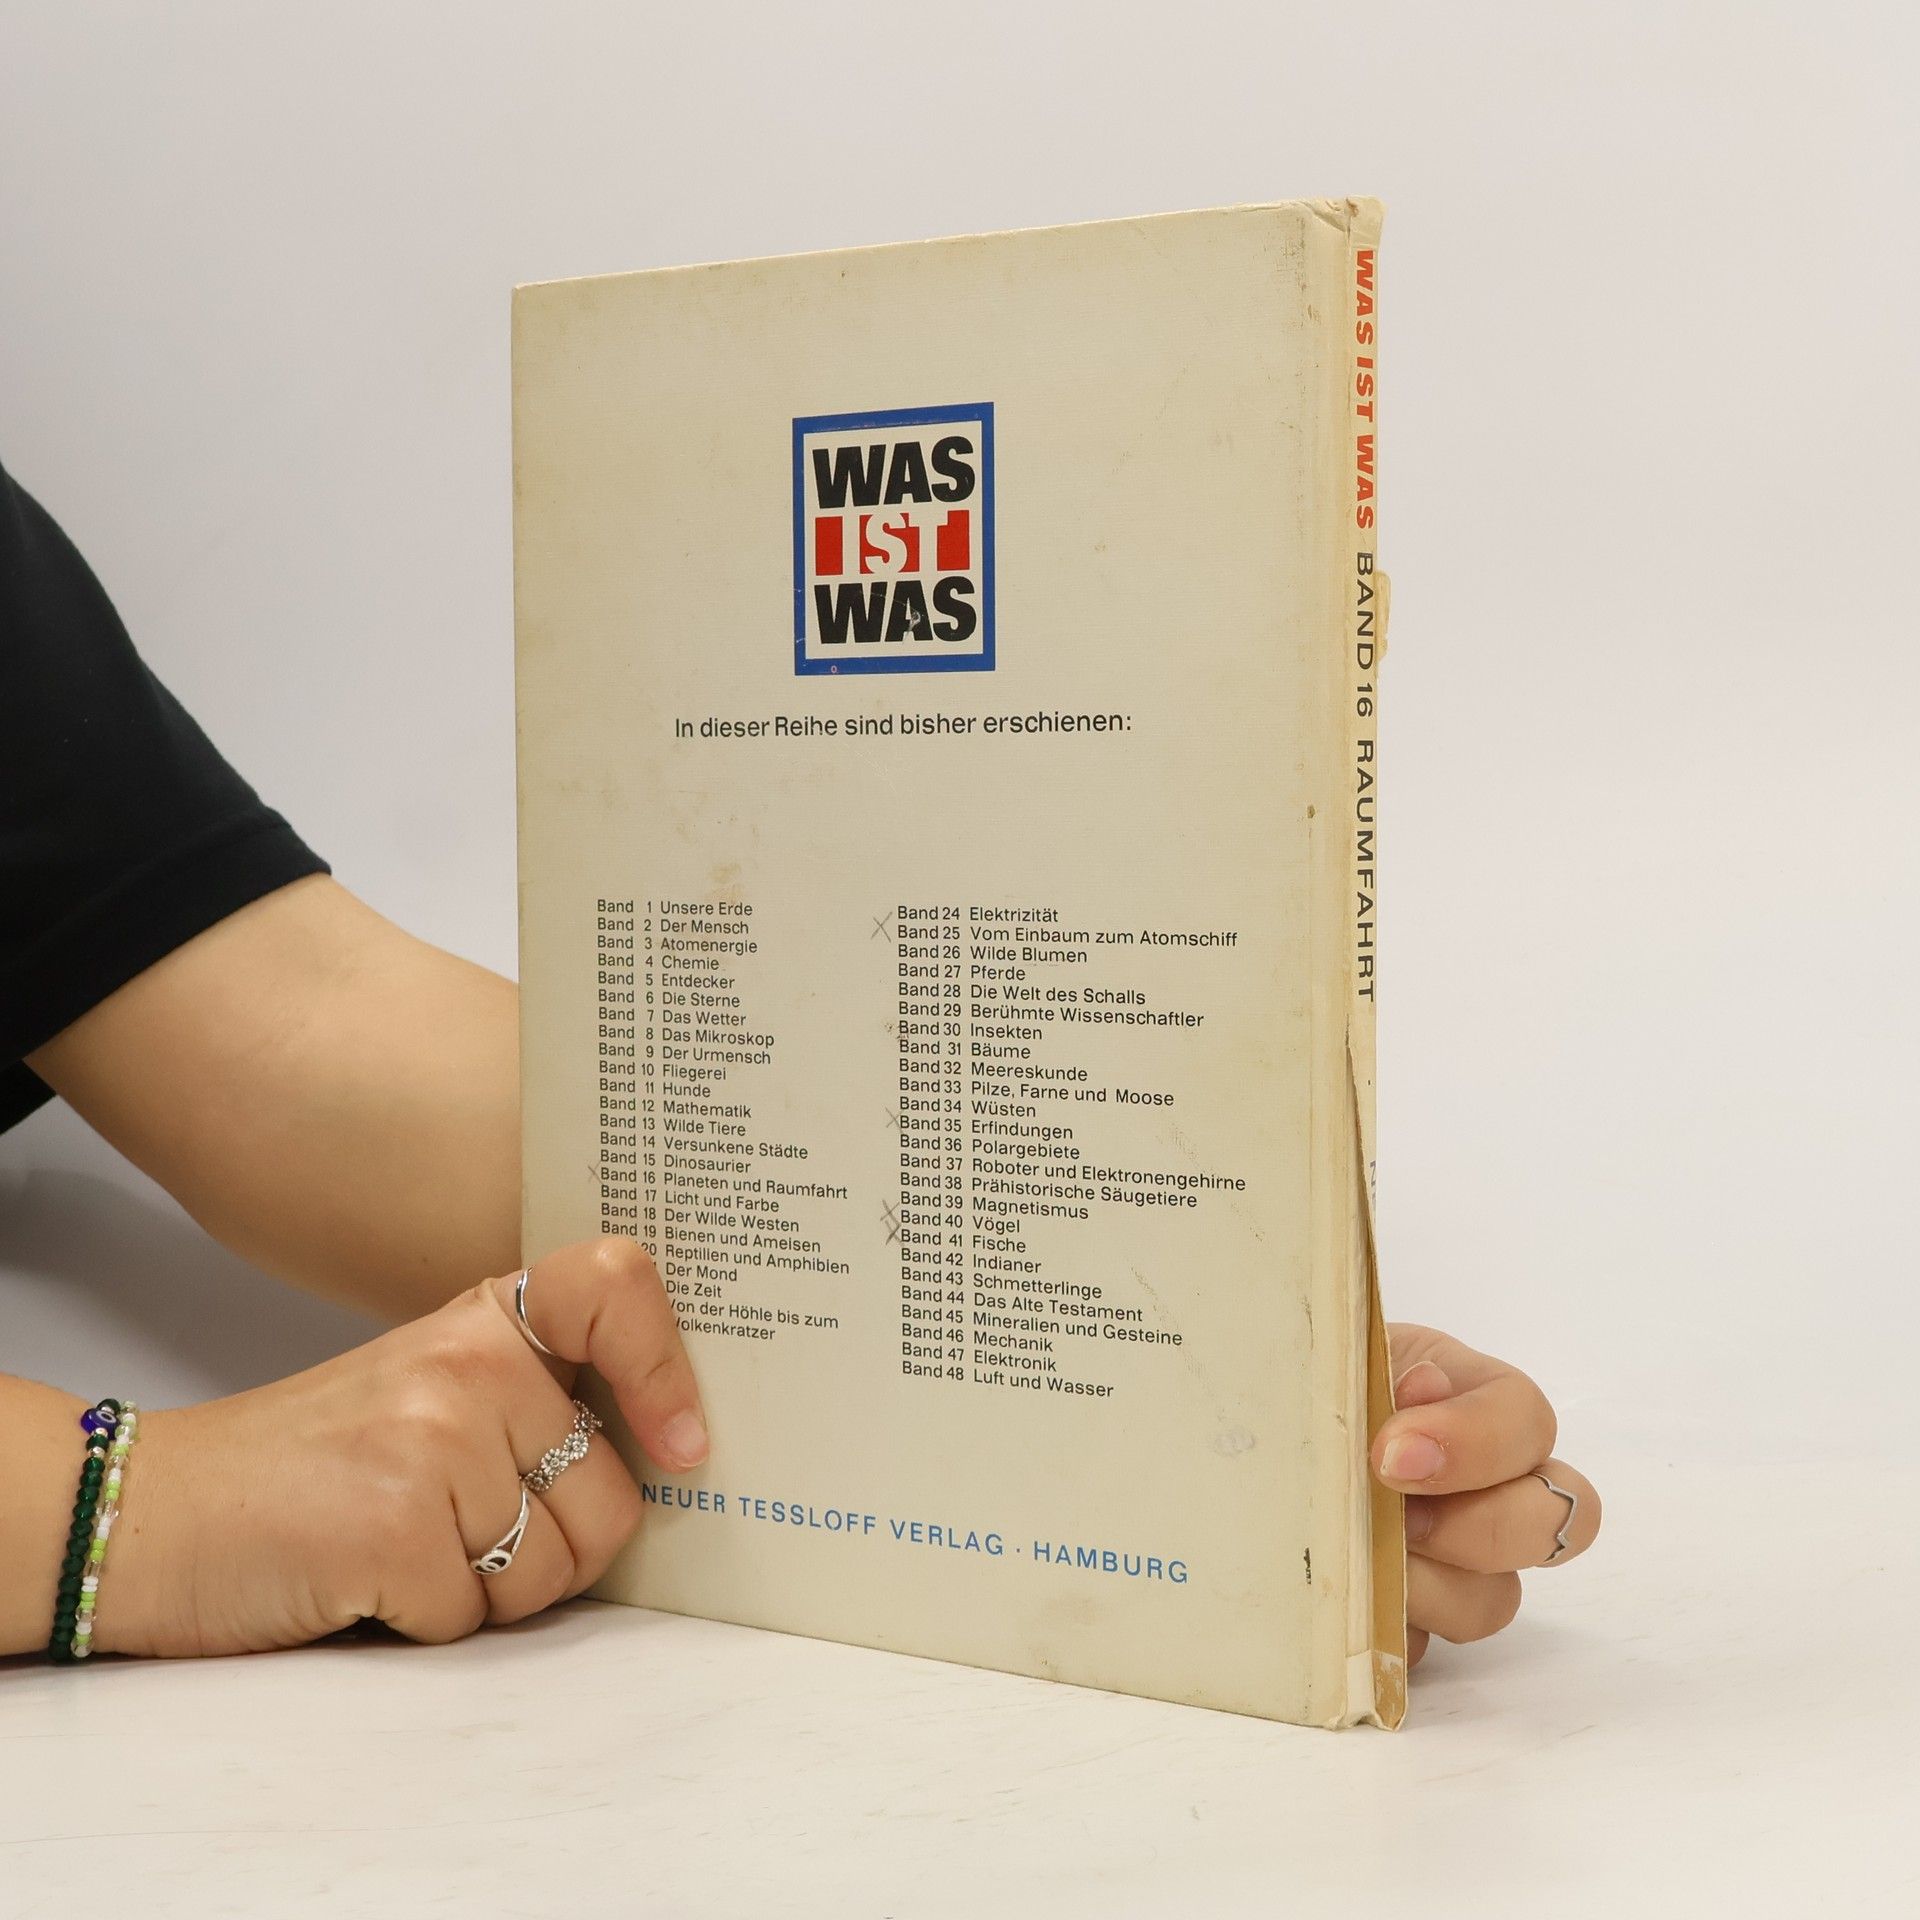 WAS
IST
WAS
In dieser Reihe sind bisher erschienen:
Band 1 Unsere Erde
Band 2 Der Mensch
Band 3 Atomenergie
Band 4 Chemie
Band 5 Entdecker
Band 6 Die Sterne
Band 7 Das Wetter
Band 8 Das Mikroskop
Band 9 Der Urmensch
Band 10 Fliegerei
Band 11 Hunde
Band 12 Mathematik
Band 13 Wilde Tiere
Band 14 Versunkene Städte
Band 15 Dinosaurier
Band 16 Planeten und Raumfahrt
Band 17 Licht und Farbe
Band 18 Der Wilde Westen
Band 19 Bienen und Ameisen
20 Reptilien und Amphibien
Der Mond
Die Zeit
Von der Höhle bis zum
Wolkenkratzer
Band 24 Elektrizität
Band 25 Vom Einbaum zum Atomschiff
Band 26 Wilde Blumen
Band 27 Pferde
Band 28 Die Welt des Schalls
Band 29 Berühmte Wissenschaftler
Band 30 Insekten
Band 31 Bäume
Band 32 Meereskunde
Band 33 Pilze, Farne und Moose
Band 34 Wüsten
Band 35 Erfindungen
Band 36 Polargebiete
Band 37 Roboter und Elektronengehirne
Band 38 Prähistorische Säugetiere
Band 39 Magnetismus
Band 40 Vögel
Band 41 Fische
Band 42 Indianer
Band 43 Schmetterlinge
Band 44 Das Alte Testament
Band 45 Mineralien und Gesteine
Band 46 Mechanik
Band 47 Elektronik
Band 48 Luft und Wasser
NEUER TESSLOFF VERLAG · HAMBURG
WAS IST WAS BAND 16 RAUMFAHRT